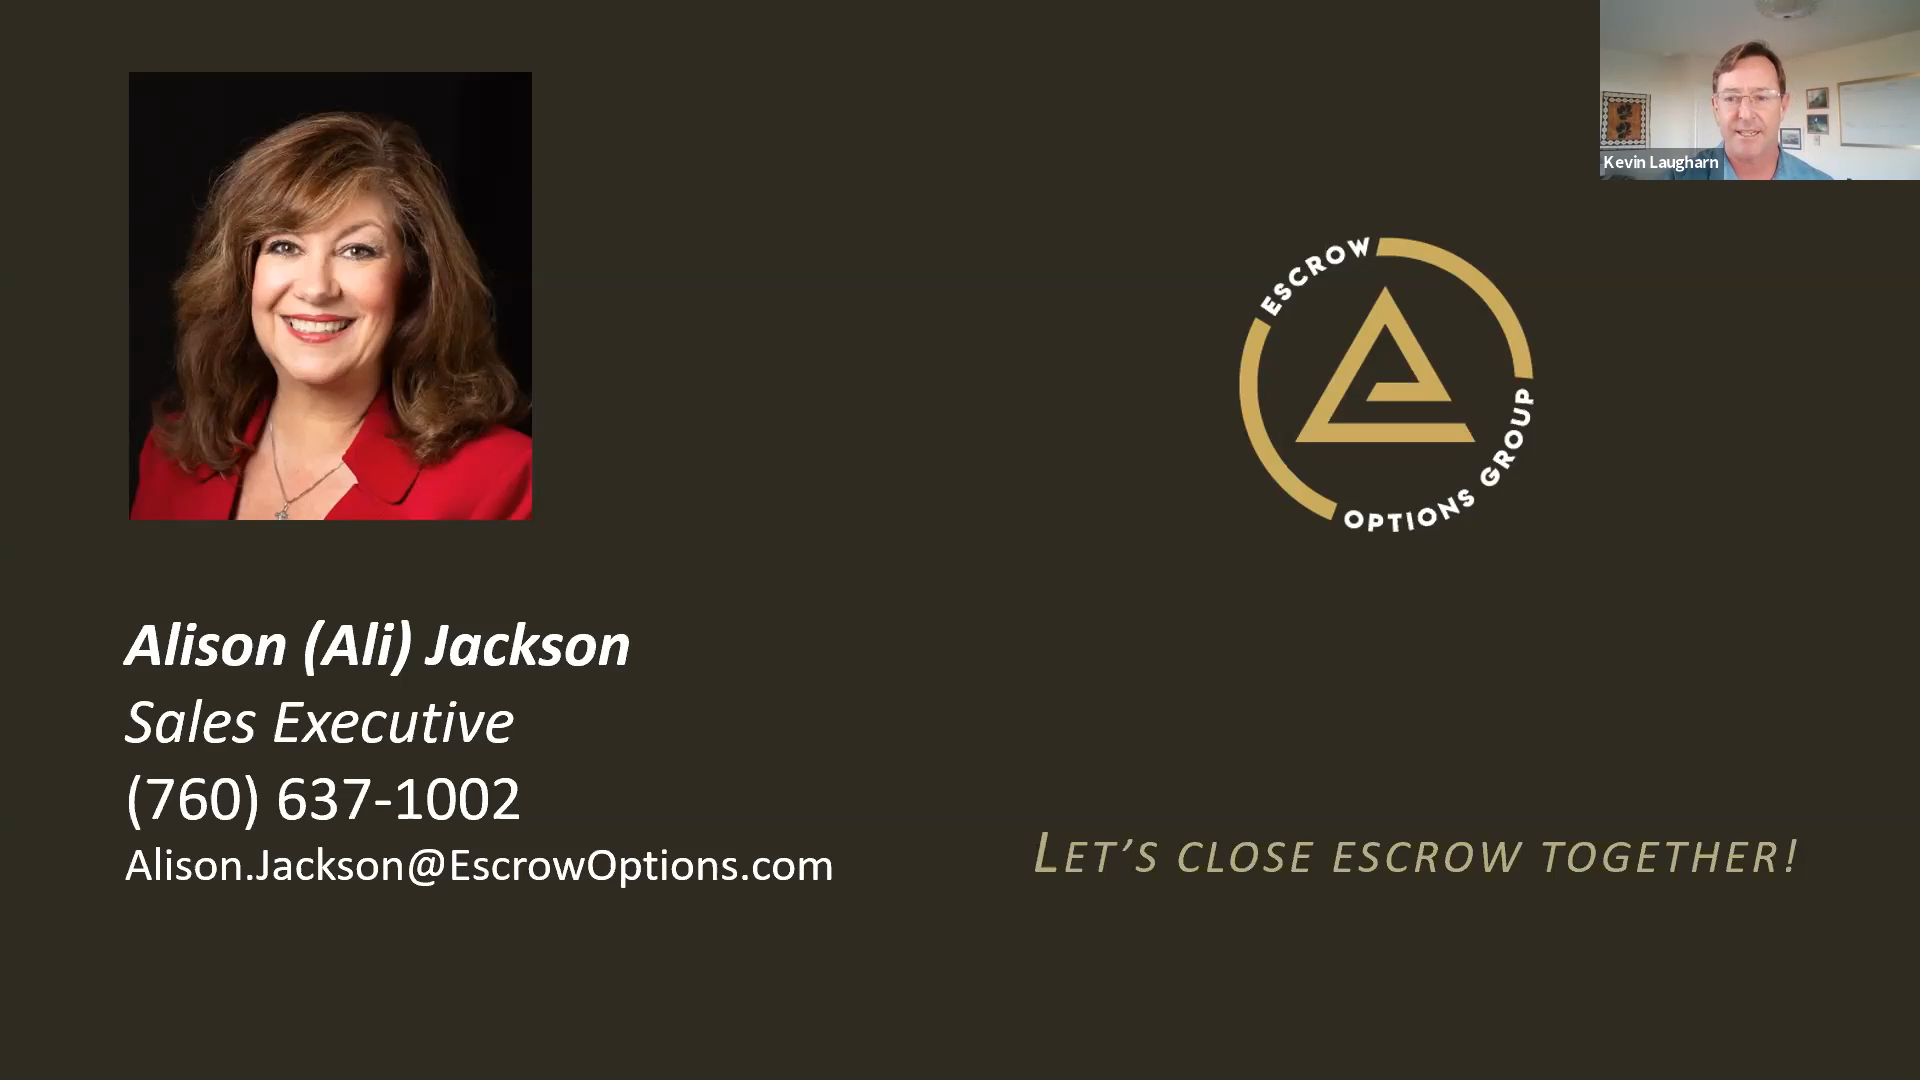 Kevin Laugharn
ESCROW
OPTIONS GROUP
Alison (Ali) Jackson
Sales Executive
(760) 637-1002
Alison.Jackson@EscrowOptions.com
LET’S CLOSE ESCROW TOGETHER!